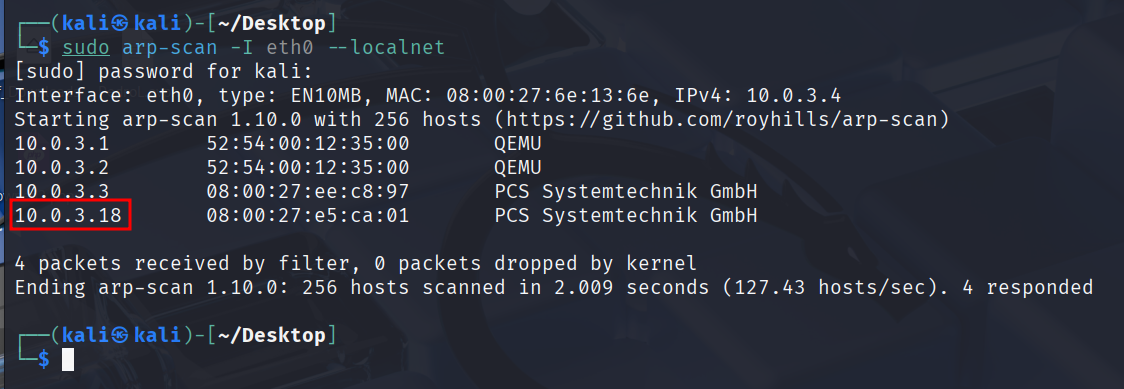 ┌──(kali㉿kali)-[~/Desktop]
└─$ sudo arp-scan -I eth0 --localnet
[sudo] password for kali:
Interface: eth0, type: EN10MB, MAC: 08:00:27:6e:13:6e, IPv4: 10.0.3.4
Starting arp-scan 1.10.0 with 256 hosts (https://github.com/royhills/arp-scan)
10.0.3.1 52:54:00:12:35:00 QEMU
10.0.3.2 52:54:00:12:35:00 QEMU
10.0.3.3 08:00:27:ee:c8:97 PCS Systemtechnik GmbH
10.0.3.18 08:00:27:e5:ca:01 PCS Systemtechnik GmbH
4 packets received by filter, 0 packets dropped by kernel
Ending arp-scan 1.10.0: 256 hosts scanned in 2.009 seconds (127.43 hosts/sec). 4 responded
┌──(kali㉿kali)-[~/Desktop]
└─$